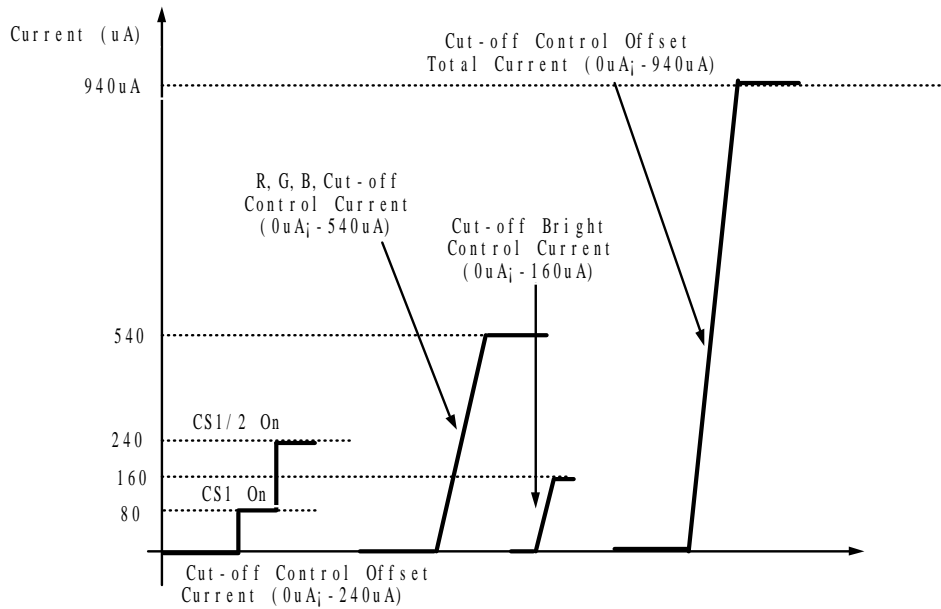 Current (uA)
Cut-off Control Offset
Total Current (0uA¡-940uA)
940uA
R, G, B, Cut-off
Control Current
(0uA¡-540uA)
Cut-off Bright
Control Current
(0uA¡-160uA)
540
CS1/2 On
240
160
CS1 On
80
Cut-off Control Offset
Current (0uA¡-240uA)